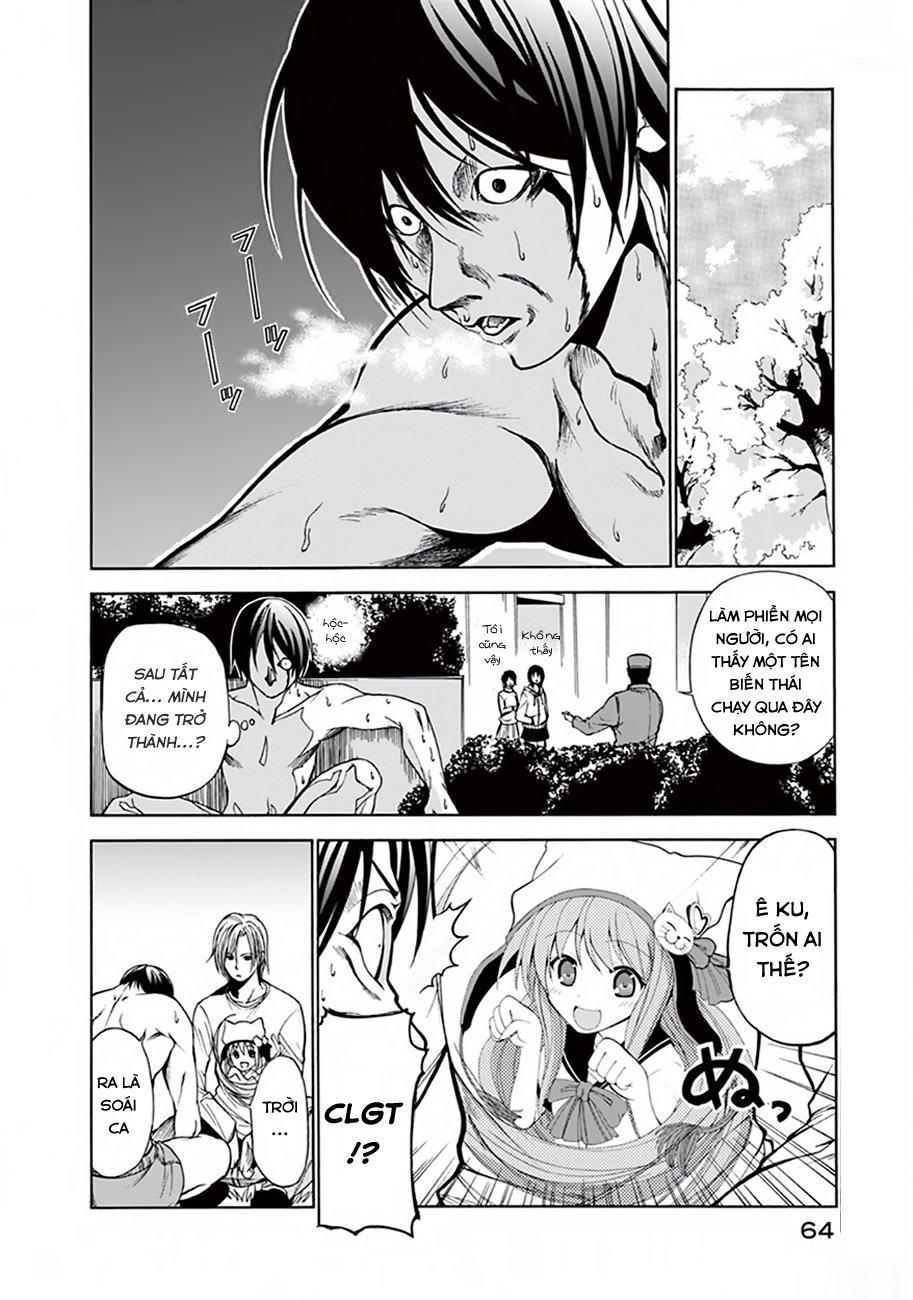 フーッ
フーッ
LÀM PHIỀN MỌI
NGƯỜI, CÓ AI
THẤY MỘT TÊN
BIẾN THÁI
CHẠY QUA ĐÂY
KHÔNG?
Không
thấy
Tôi
cũng
vậy
hộc-
hộc
SAU TẤT
CẢ... MÌNH
ĐANG TRỞ
THÀNH...?
Ê KU,
TRỐN AI
THẾ?
ぬっ
CLGT
!?
TRỜI
...
RA LÀ
SOÁI
CA
64